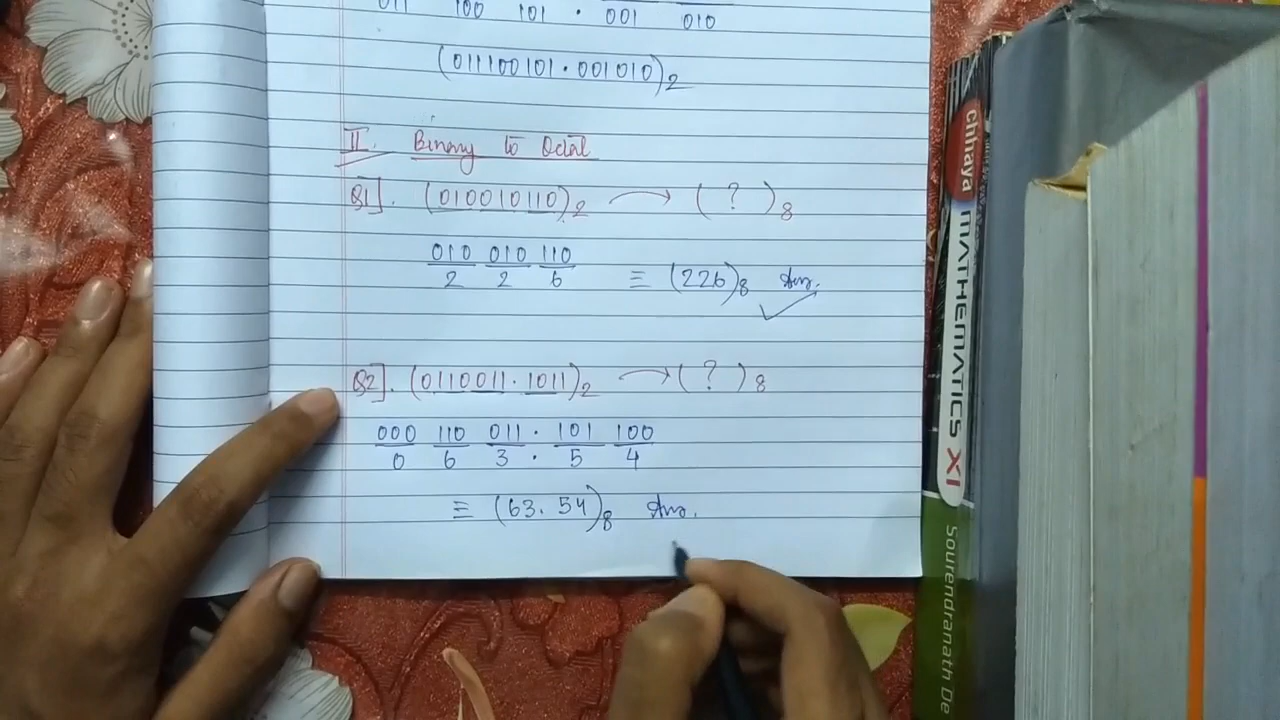 011 100 101 . 001 010
(011100101.001010)2
II. Binary to Octal
Q1]. (010010110)2 → ( ? )8
010 010 110
2 2 6 ≡ (226)8 Ans.
Q2]. (0110011.1011)2 → ( ? )8
000 110 011 . 101 100
0 6 3 . 5 4
≡ (63.54)8 Ans.
chhaya
MATHEMATICS XI
Sourendranath De